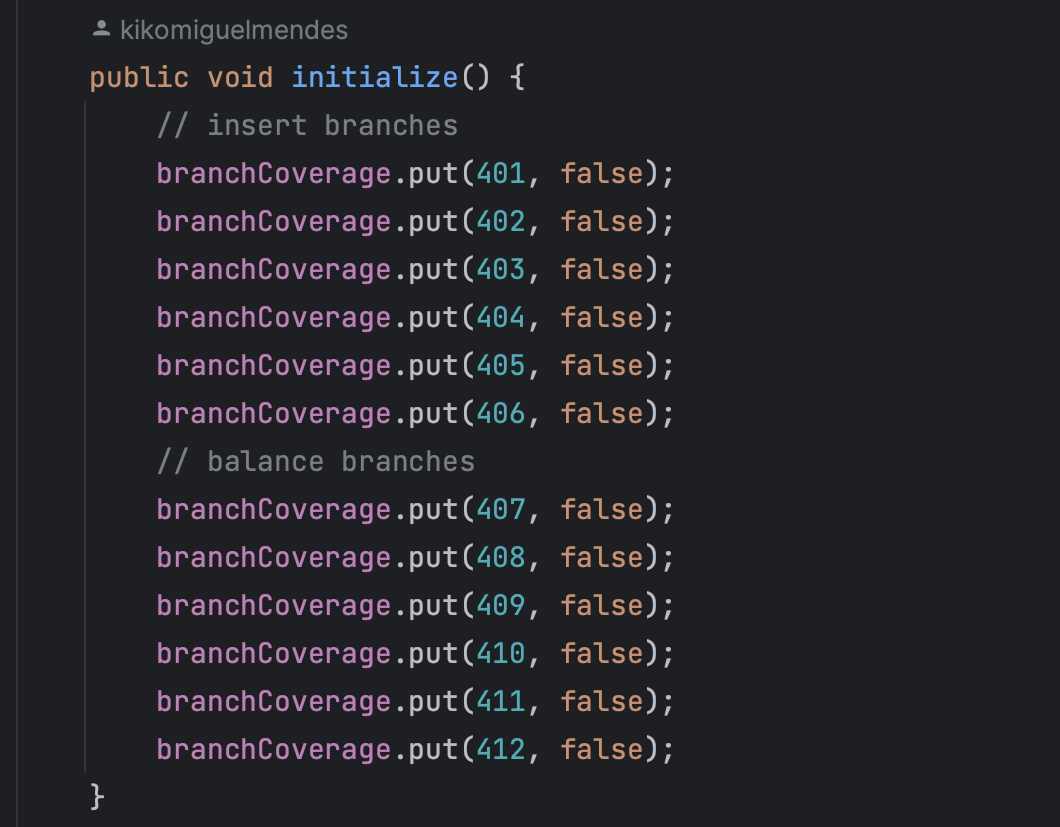 kikomiguelmendes
public void initialize() {
    // insert branches
    branchCoverage.put(401, false);
    branchCoverage.put(402, false);
    branchCoverage.put(403, false);
    branchCoverage.put(404, false);
    branchCoverage.put(405, false);
    branchCoverage.put(406, false);
    // balance branches
    branchCoverage.put(407, false);
    branchCoverage.put(408, false);
    branchCoverage.put(409, false);
    branchCoverage.put(410, false);
    branchCoverage.put(411, false);
    branchCoverage.put(412, false);
}